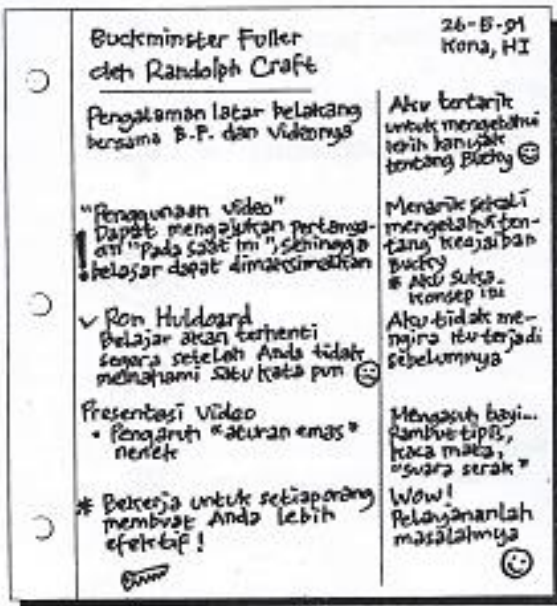 Buckminster Fuller
oleh Randolph Craft
26-5-91
Kona, HI
Pengalaman latar belakang
bersama B.F. dan Videonya
"Penggunaan Video"
! Dapat mengajukan pertanya-
an "Pada saat ini", sehingga
belajar dapat dimaksimalkan
✓ Ron Huldoard
Belajar akan terhenti
segera setelah Anda tidak
memahami satu kata pun ☹
Presentasi Video
• Pengaruh "aturan emas"
nenek
* Bekerja untuk setiap orang
membuat Anda lebih
efektif!
Aku tertarik
untuk mengetahui
lebih banyak
tentang Bucky ☺
Menarik sekali
mengetahui ten-
tang keajaiban
Bucky
* Aku suka
konsep ini
Aku tidak me-
ngira itu terjadi
sebelumnya
Mengasuh bayi...
Rambut tipis,
kaca mata,
"suara serak"
Wow!
Pelayananlah
masalahnya
☺